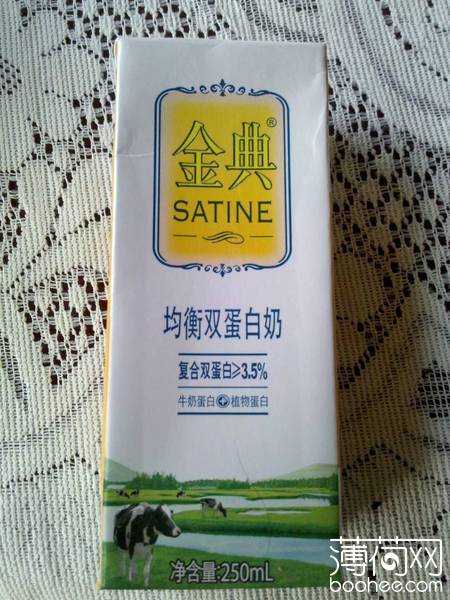 金典®
SATINE
均衡双蛋白奶
复合双蛋白≥3.5%
牛奶蛋白+植物蛋白
净含量:250mL
薄荷网
boohee.com